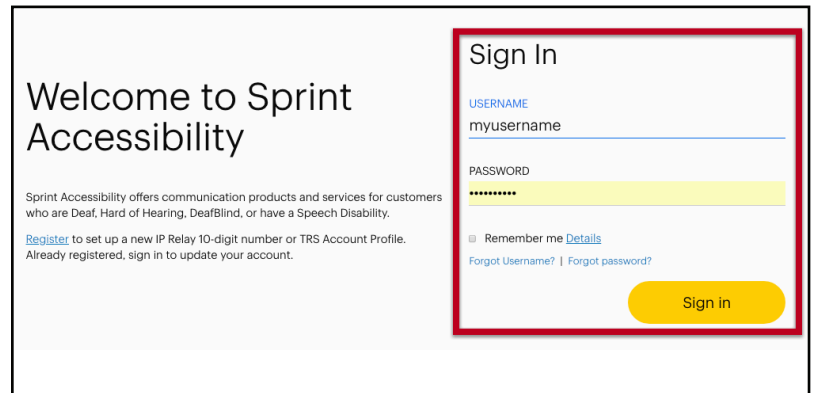 Welcome to Sprint
Accessibility
Sprint Accessibility offers communication products and services for customers
who are Deaf, Hard of Hearing, DeafBlind, or have a Speech Disability.
Register to set up a new IP Relay 10-digit number or TRS Account Profile.
Already registered, sign in to update your account.
Sign In
USERNAME
myusername
PASSWORD
••••••••••
Remember me Details
Forgot Username? | Forgot password?
Sign in